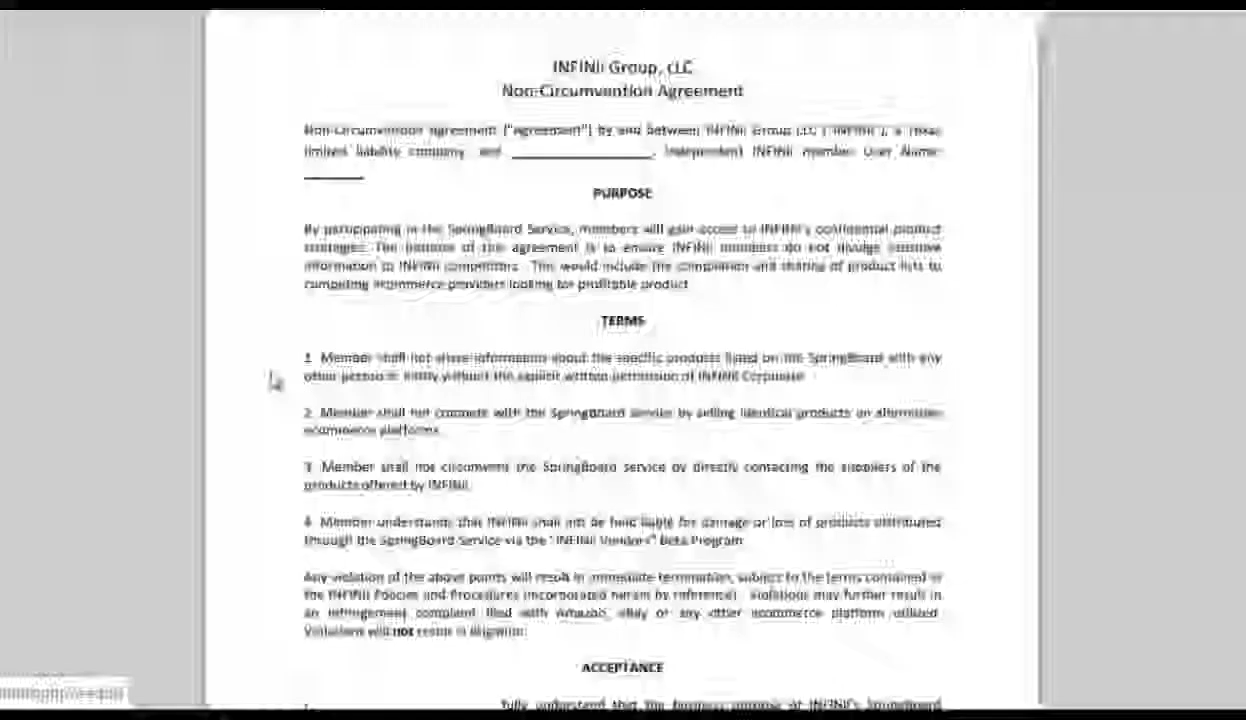 INFINii Group, LLC
Non-Circumvention Agreement
Non-Circumvention Agreement ("Agreement") by and between INFINii Group LLC ("INFINii"), a Texas
limited liability company, and ____________, independent INFINii member User Name:
______
PURPOSE
By participating in the SpringBoard Service, members will gain access to INFINii's confidential product
strategies. The purpose of this agreement is to ensure INFINii members do not divulge sensitive
information to INFINii competitors. This would include the compilation and sharing of product lists to
competing ecommerce providers looking for profitable product
TERMS
1 Member shall not share information about the specific products listed on the SpringBoard with any
other person or entity without the explicit written permission of INFINii Corporate
2 Member shall not compete with the SpringBoard service by selling identical products on alternative
ecommerce platforms
3 Member shall not circumvent the SpringBoard service by directly contacting the suppliers of the
products offered by INFINii
4 Member understands that INFINii shall not be held liable for damage or loss of products distributed
through the SpringBoard Service via the "INFINii Vendors" Beta Program
Any violation of the above points will result in immediate termination, subject to the terms contained in
the INFINii Policies and Procedures (incorporated herein by reference). Violations may further result in
an infringement complaint filed with Amazon, eBay or any other ecommerce platform utilized.
Violations will not result in litigation.
ACCEPTANCE
fully understand that the business purpose of INFINii's SpringBoard